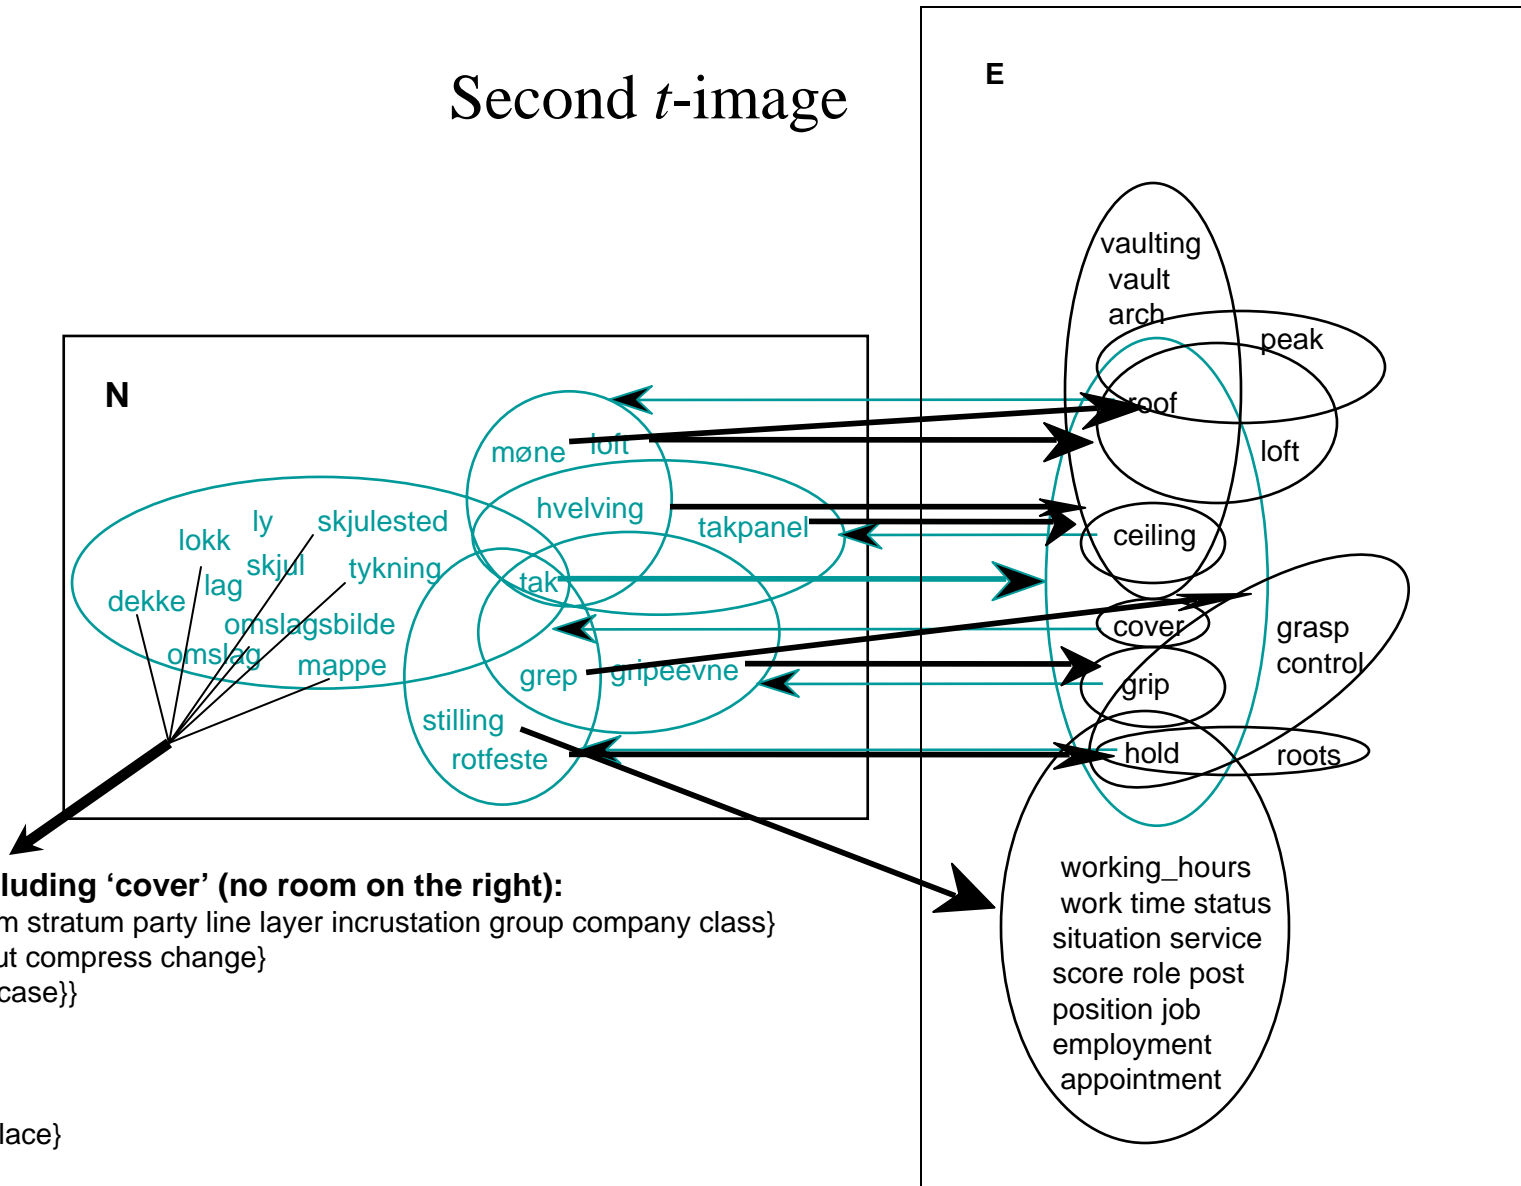 Second t-image
E
N
møne loft
hvelving
takpanel
ly skjulested
lokk
skjul
tykning
lag
dekke
tak
omslagsbilde
omslag
mappe
grep
gripeevne
stilling
rotfeste
vaulting
vault
arch
peak
roof
loft
ceiling
cover
grasp
control
grip
hold
roots
working_hours
work time status
situation service
score role post
position job
employment
appointment
luding ‘cover’ (no room on the right):
m stratum party line layer incrustation group company class}
ut compress change}
case}}
lace}